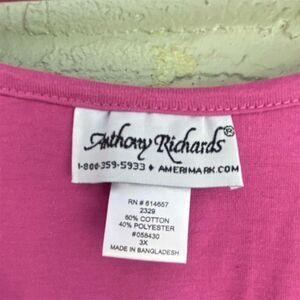 Anthony Richards®
1-800-359-5933 ♦ AMERIMARK.COM
RN # 614657
2329
60% COTTON
40% POLYESTER
#058430
3X
MADE IN BANGLADESH